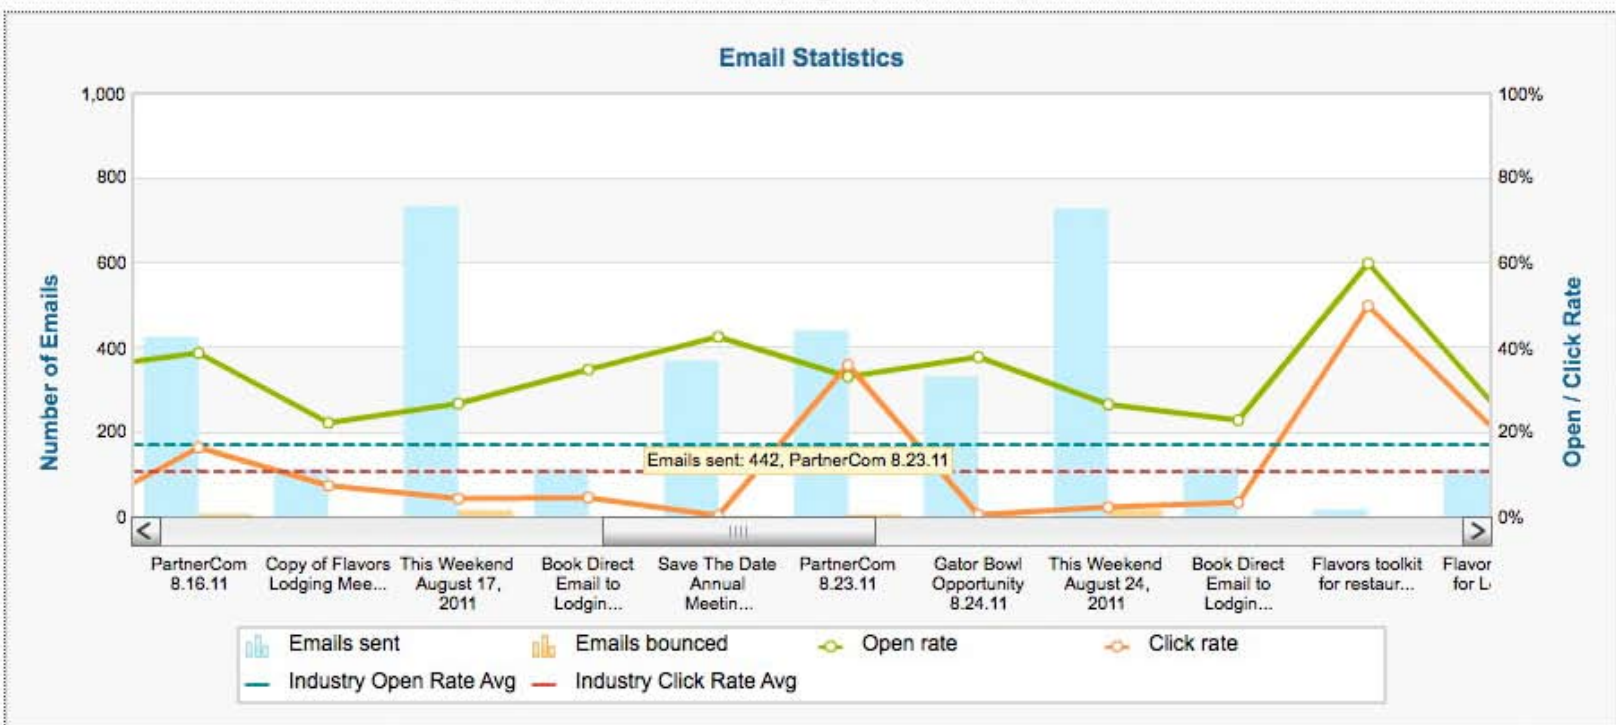 Email Statistics
1,000
800
600
400
200
0
Number of Emails
100%
80%
60%
40%
20%
0%
Open / Click Rate
Emails sent: 442, PartnerCom 8.23.11
PartnerCom
8.16.11
Copy of Flavors
Lodging Mee...
This Weekend
August 17,
2011
Book Direct
Email to
Lodgin...
Save The Date
Annual
Meetin...
PartnerCom
8.23.11
Gator Bowl
Opportunity
8.24.11
This Weekend
August 24,
2011
Book Direct
Email to
Lodgin...
Flavors toolkit
for restaur...
Flavor
for L
Emails sent
Emails bounced
Open rate
Click rate
Industry Open Rate Avg
Industry Click Rate Avg